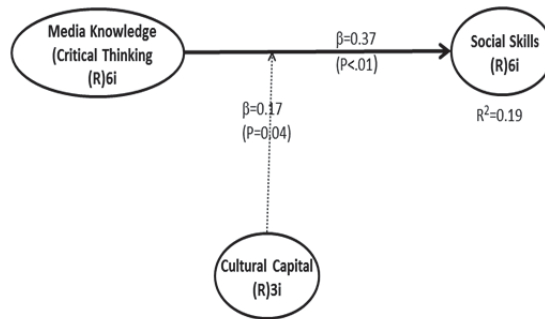 Media Knowledge
(Critical Thinking
(R)6i
β=0.37
(P<.01)
Social Skills
(R)6i
R²=0.19
β=0.17
(P=0.04)
Cultural Capital
(R)3i